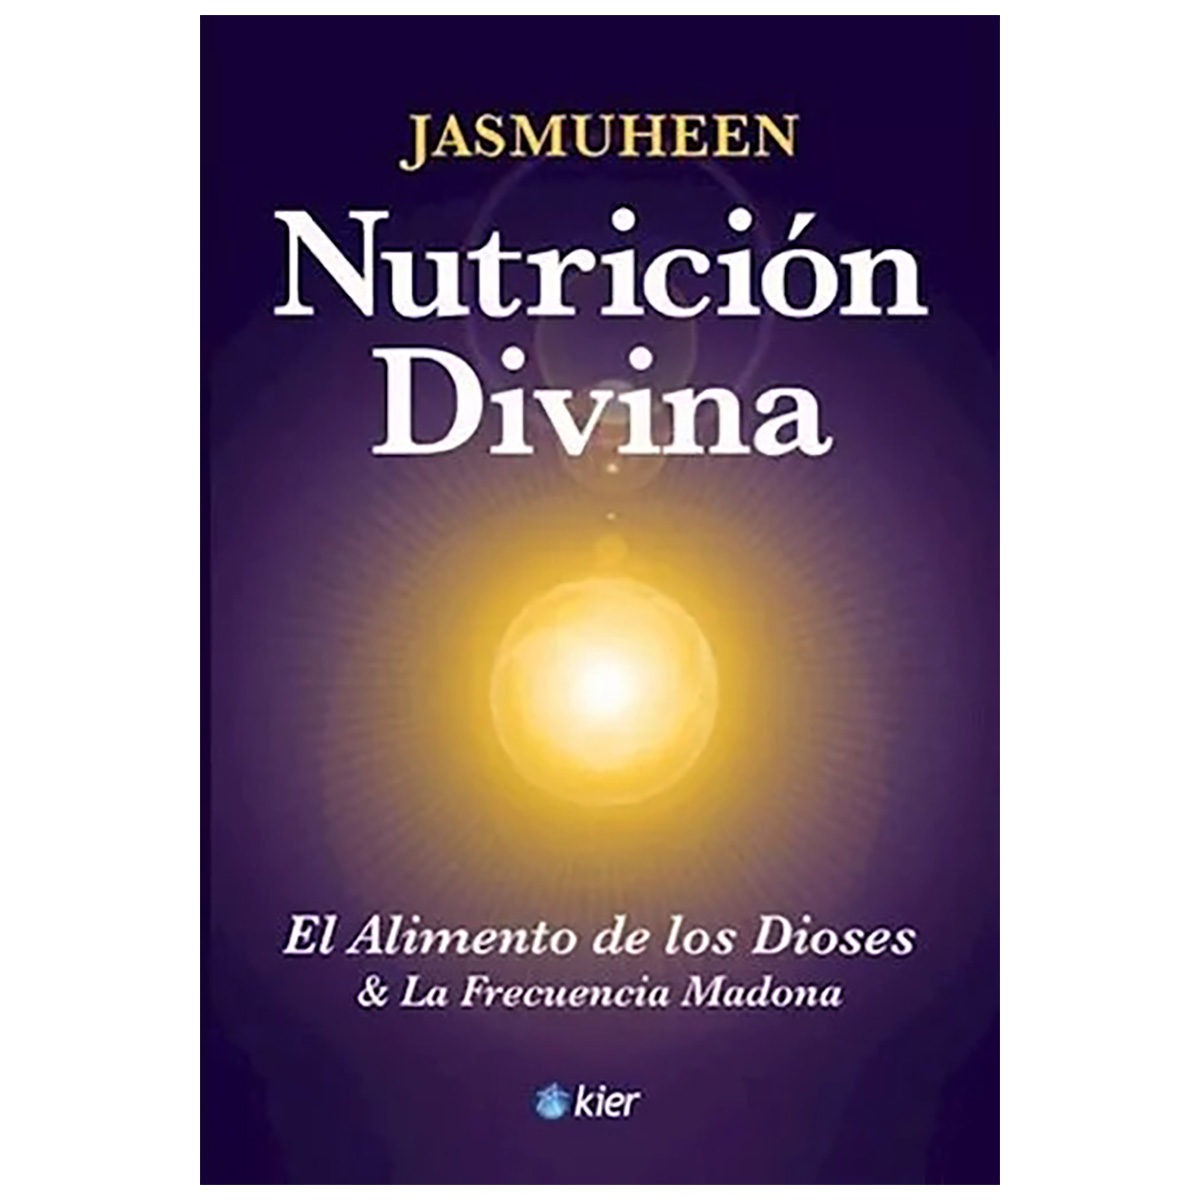 JASMUHEEN
Nutrición
Divina
El Alimento de los Dioses
& La Frecuencia Madona
kier